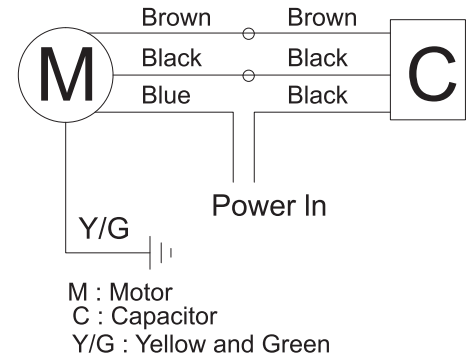 Brown Brown
M Black Black C
Blue Black
Power In
Y/G
M : Motor
C : Capacitor
Y/G : Yellow and Green